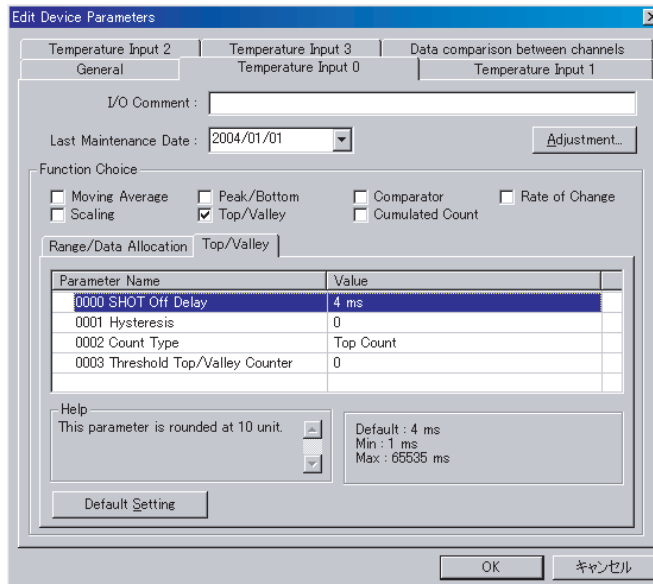 Edit Device Parameters
Temperature Input 2 Temperature Input 3 Data comparison between channels
General Temperature Input 0 Temperature Input 1
I/O Comment :
Last Maintenance Date : 2004/01/01 Adjustment...
Function Choice
Moving Average Peak/Bottom Comparator Rate of Change
Scaling Top/Valley Cumulated Count
Range/Data Allocation Top/Valley
Parameter Name Value
0000 SHOT Off Delay 4 ms
0001 Hysteresis 0
0002 Count Type Top Count
0003 Threshold Top/Valley Counter 0
Help
This parameter is rounded at 10 unit.
Default : 4 ms
Min : 1 ms
Max : 65535 ms
Default Setting
OK キャンセル